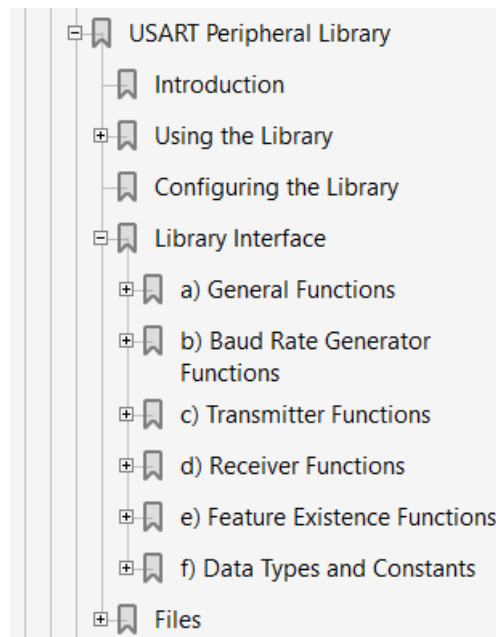 USART Peripheral Library
Introduction
Using the Library
Configuring the Library
Library Interface
a) General Functions
b) Baud Rate Generator
Functions
c) Transmitter Functions
d) Receiver Functions
e) Feature Existence Functions
f) Data Types and Constants
Files